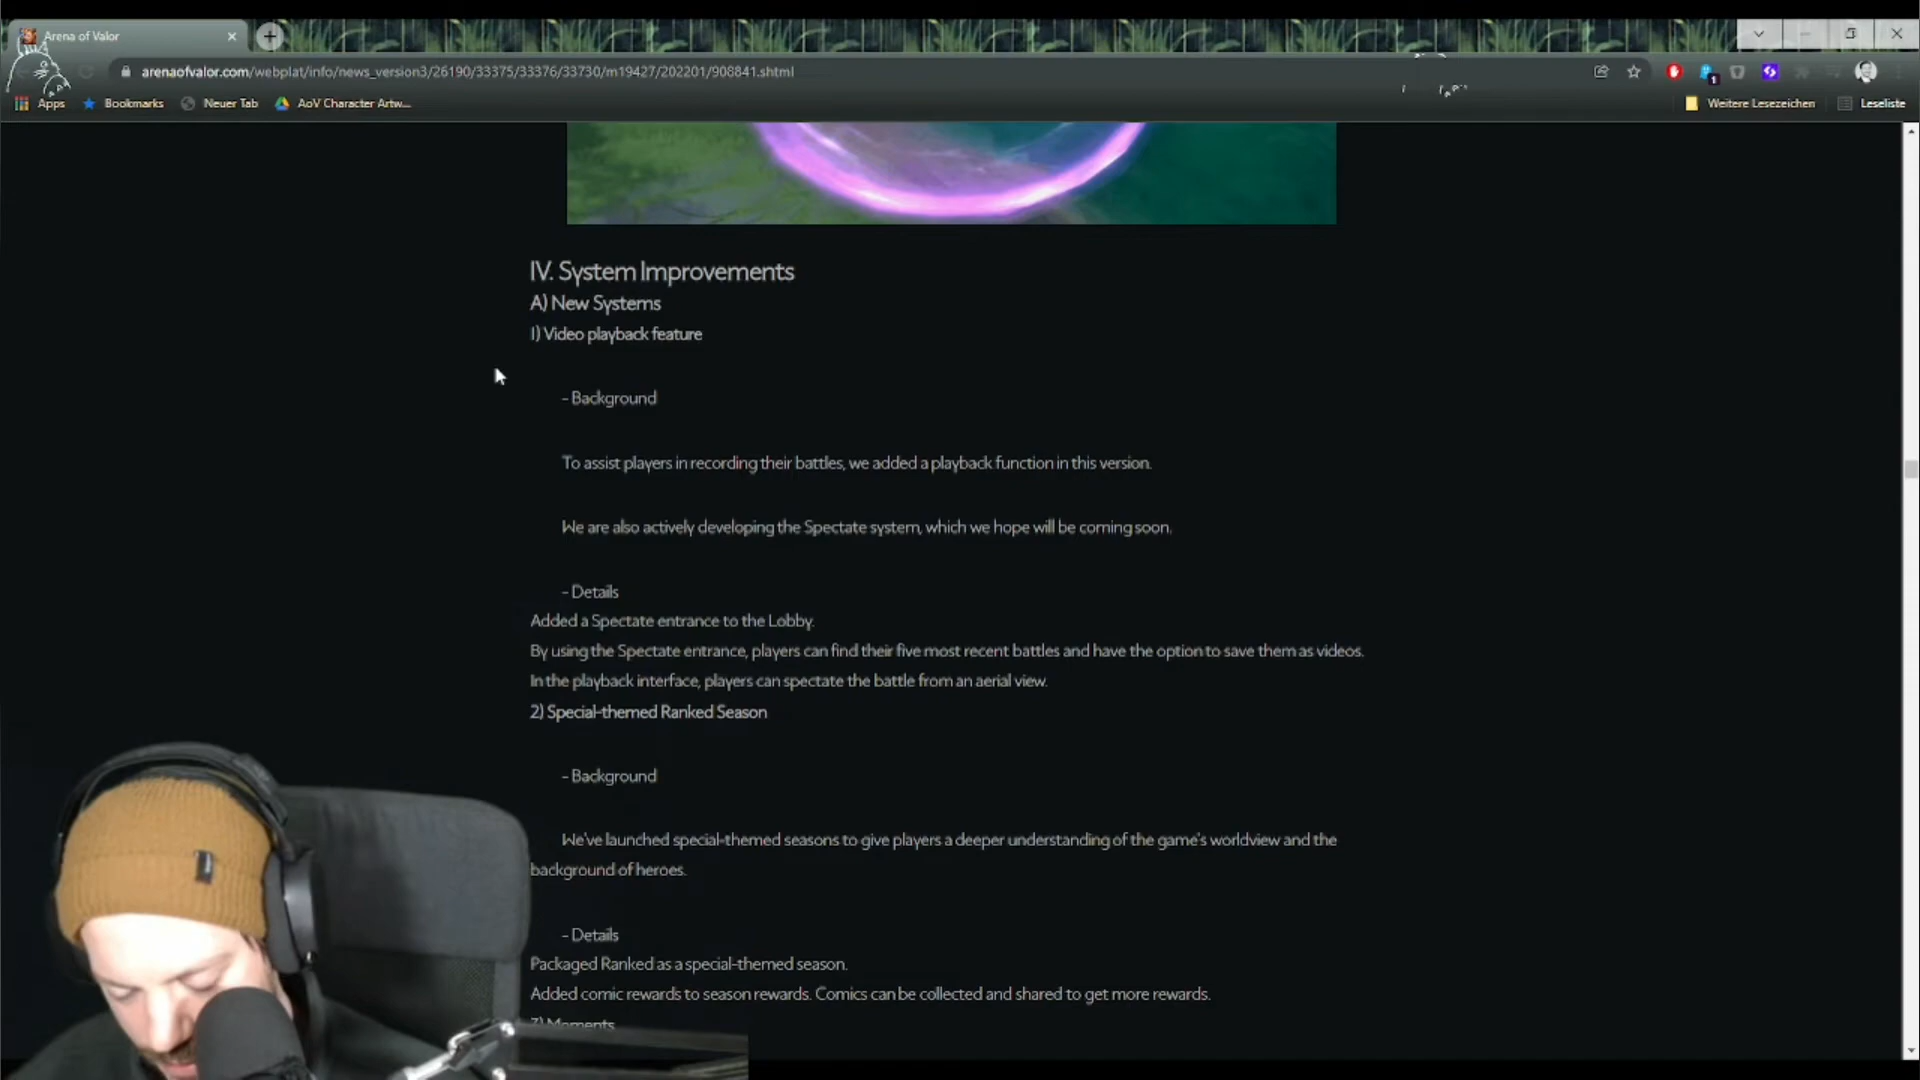 Arena of Valor
arenaofvalor.com/webplat/info/news_version3/26190/33375/33376/33730/m19427/202201/908841.shtml
1
Apps Bookmarks Neuer Tab AoV Character Artw... Weitere Lesezeichen Leseliste
IV. System Improvements
A) New Systems
1) Video playback feature
- Background
To assist players in recording their battles, we added a playback function in this version.
We are also actively developing the Spectate system, which we hope will be coming soon.
- Details
Added a Spectate entrance to the Lobby.
By using the Spectate entrance, players can find their five most recent battles and have the option to save them as videos.
In the playback interface, players can spectate the battle from an aerial view.
2) Special-themed Ranked Season
- Background
We've launched special-themed seasons to give players a deeper understanding of the game's worldview and the
background of heroes.
- Details
Packaged Ranked as a special-themed season.
Added comic rewards to season rewards. Comics can be collected and shared to get more rewards.
3) Moments